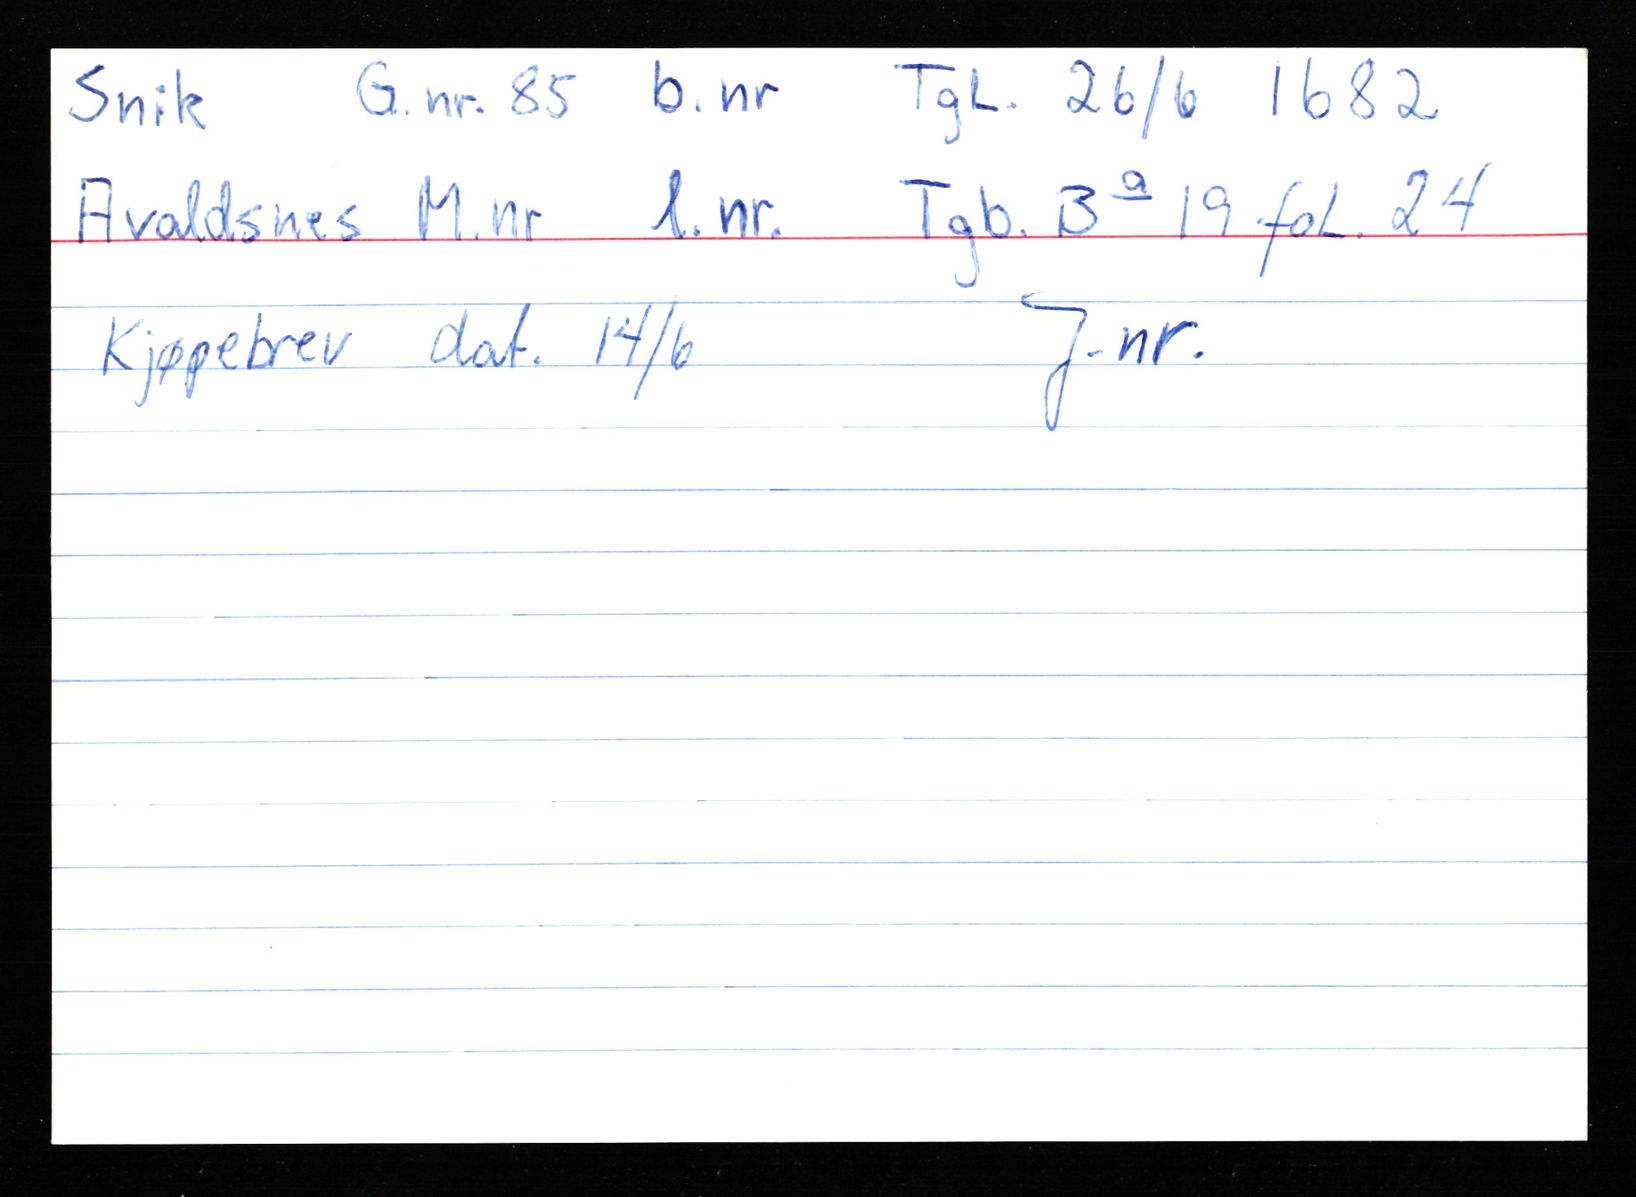 Snik G.nr. 85 b.nr TgL. 26/6 1682
Avaldsnes M.nr l.nr. Tgb. Bª 19 foL. 24
Kjøpebrev dat. 14/6 J.nr.